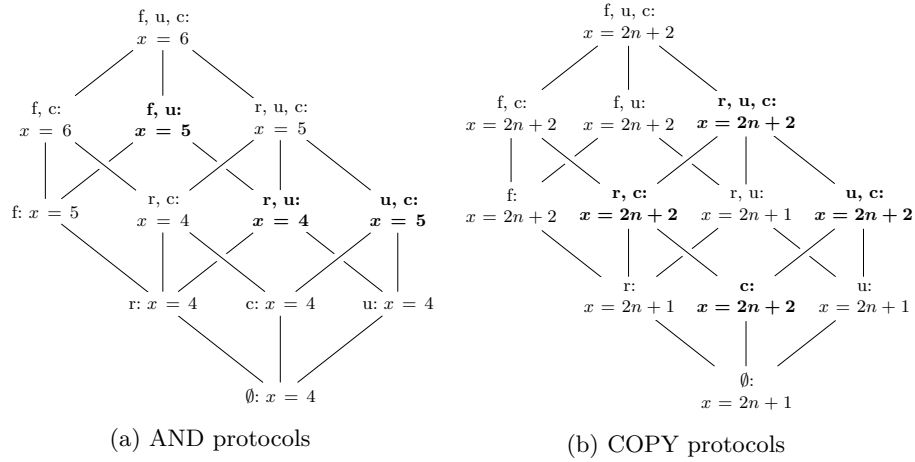 f, u, c:
x = 6
f, c:
x = 6
f, u:
x = 5
r, u, c:
x = 5
f: x = 5
r, c:
x = 4
r, u:
x = 4
u, c:
x = 5
r: x = 4
c: x = 4
u: x = 4
∅: x = 4
(a) AND protocols
f, u, c:
x = 2n + 2
f, c:
x = 2n + 2
f, u:
x = 2n + 2
r, u, c:
x = 2n + 2
f:
x = 2n + 2
r, c:
x = 2n + 2
r, u:
x = 2n + 1
u, c:
x = 2n + 2
r:
x = 2n + 1
c:
x = 2n + 2
u:
x = 2n + 1
∅:
x = 2n + 1
(b) COPY protocols